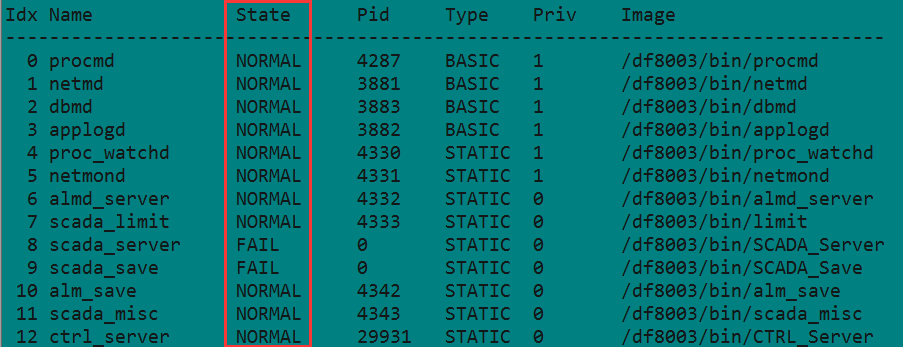 Idx Name State Pid Type Priv Image
--------------------------------------------------------------------------------
0 procmd NORMAL 4287 BASIC 1 /df8003/bin/procmd
1 netmd NORMAL 3881 BASIC 1 /df8003/bin/netmd
2 dbmd NORMAL 3883 BASIC 1 /df8003/bin/dbmd
3 applogd NORMAL 3882 BASIC 1 /df8003/bin/applogd
4 proc_watchd NORMAL 4330 STATIC 1 /df8003/bin/proc_watchd
5 netmond NORMAL 4331 STATIC 1 /df8003/bin/netmond
6 almd_server NORMAL 4332 STATIC 0 /df8003/bin/almd_server
7 scada_limit NORMAL 4333 STATIC 0 /df8003/bin/limit
8 scada_server FAIL 0 STATIC 0 /df8003/bin/SCADA_Server
9 scada_save FAIL 0 STATIC 0 /df8003/bin/SCADA_Save
10 alm_save NORMAL 4342 STATIC 0 /df8003/bin/alm_save
11 scada_misc NORMAL 4343 STATIC 0 /df8003/bin/scada_misc
12 ctrl_server NORMAL 29931 STATIC 0 /df8003/bin/CTRL_Server